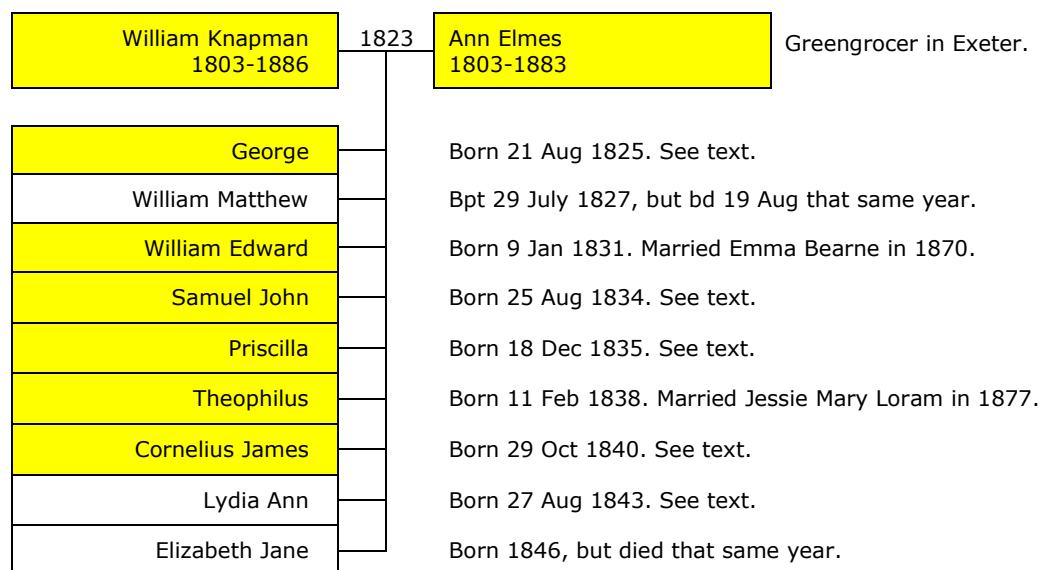 William Knapman 1823 Ann Elmes Greengrocer in Exeter.
1803-1886 1803-1883
George Born 21 Aug 1825. See text.
William Matthew Bpt 29 July 1827, but bd 19 Aug that same year.
William Edward Born 9 Jan 1831. Married Emma Bearne in 1870.
Samuel John Born 25 Aug 1834. See text.
Priscilla Born 18 Dec 1835. See text.
Theophilus Born 11 Feb 1838. Married Jessie Mary Loram in 1877.
Cornelius James Born 29 Oct 1840. See text.
Lydia Ann Born 27 Aug 1843. See text.
Elizabeth Jane Born 1846, but died that same year.